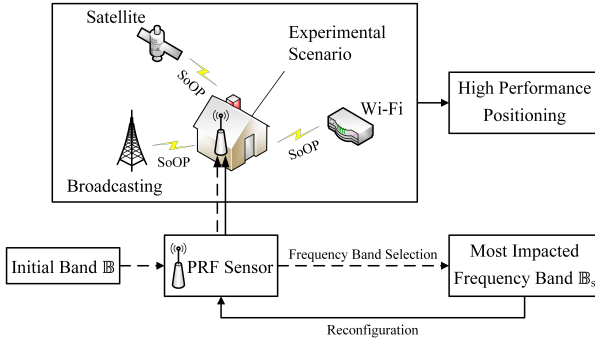 Satellite
Experimental
Scenario
SoOP
Wi-Fi
SoOP
SoOP
Broadcasting
High Performance
Positioning
Initial Band 𝔹
PRF Sensor
Frequency Band Selection
Most Impacted
Frequency Band 𝔹s
Reconfiguration